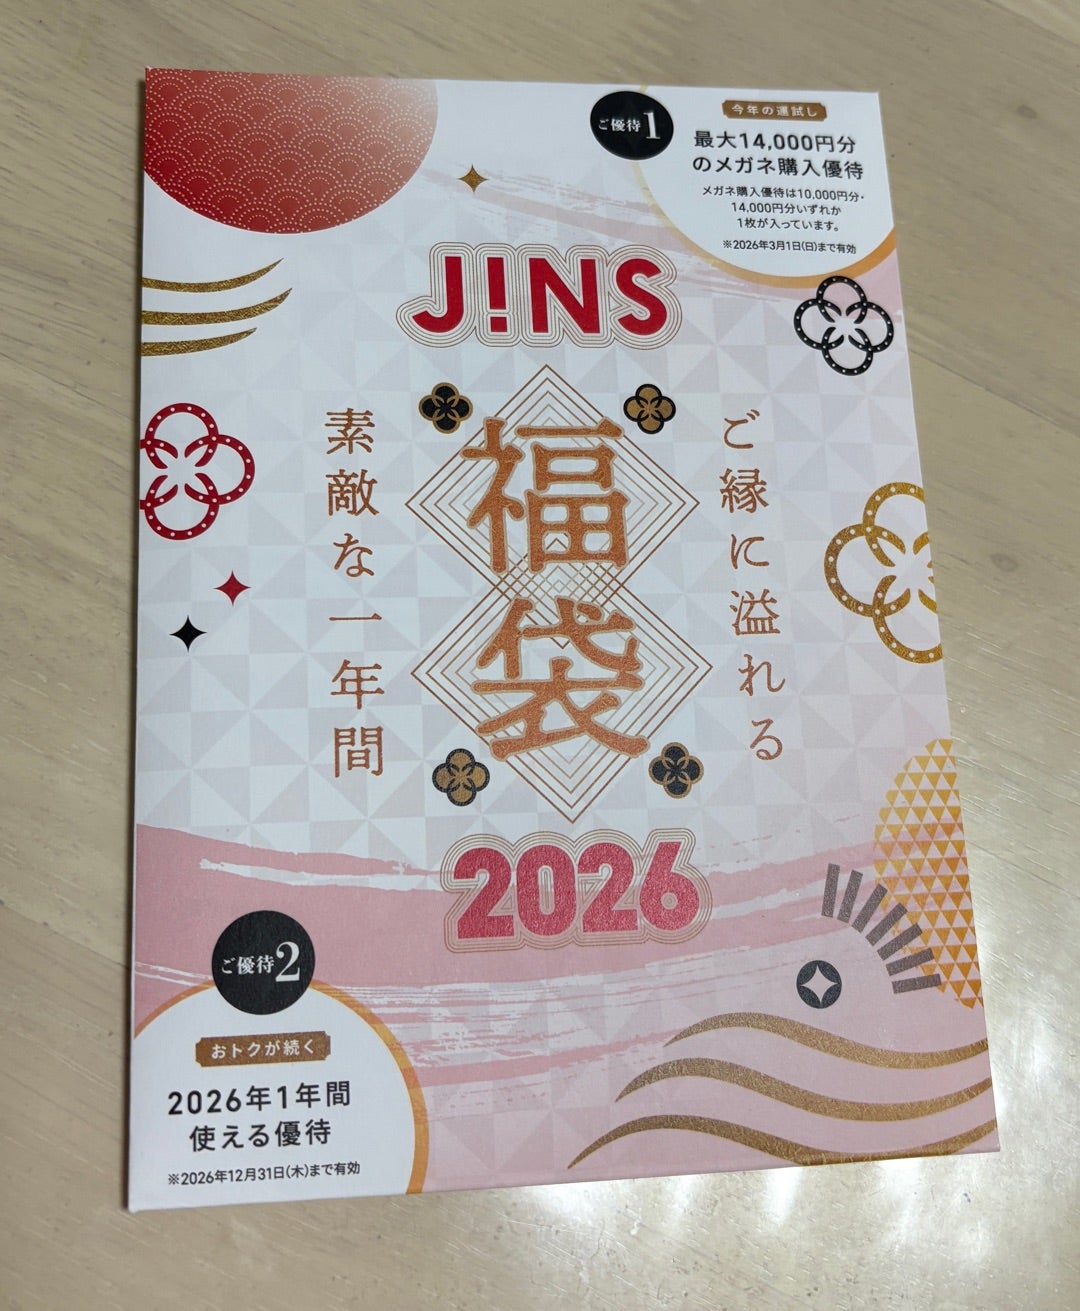 ご優待1
今年の運試し
最大14,000円分
のメガネ購入優待
メガネ購入優待は10,000円分・
14,000円分いずれか
1枚が入っています。
※2026年3月1日(日)まで有効
J!NS
ご縁に溢れる
福袋
素敵な一年間
2026
ご優待2
おトクが続く
2026年1年間
使える優待
※2026年12月31日(木)まで有効